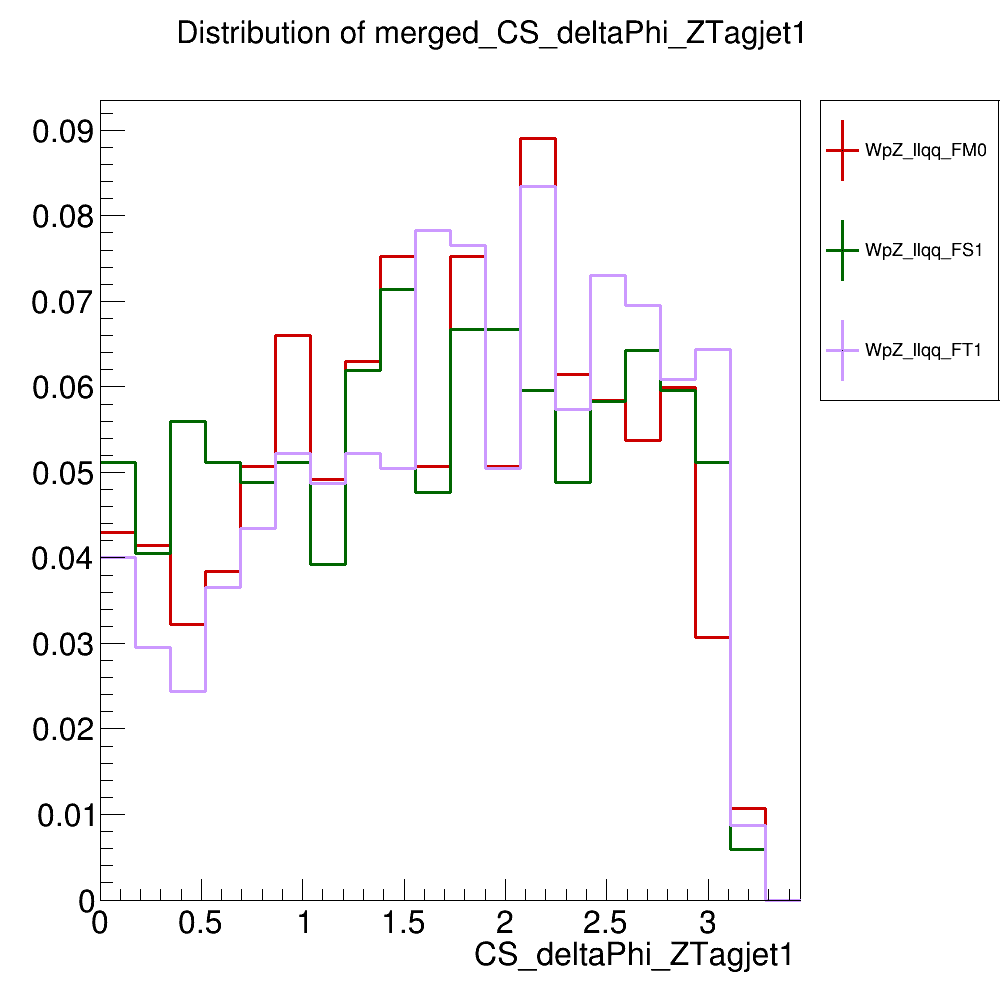 Distribution of merged_CS_deltaPhi_ZTagjet1
0.09
0.08
0.07
0.06
0.05
0.04
0.03
0.02
0.01
0
0 0.5 1 1.5 2 2.5 3
CS_deltaPhi_ZTagjet1
WpZ_llqq_FM0
WpZ_llqq_FS1
WpZ_llqq_FT1